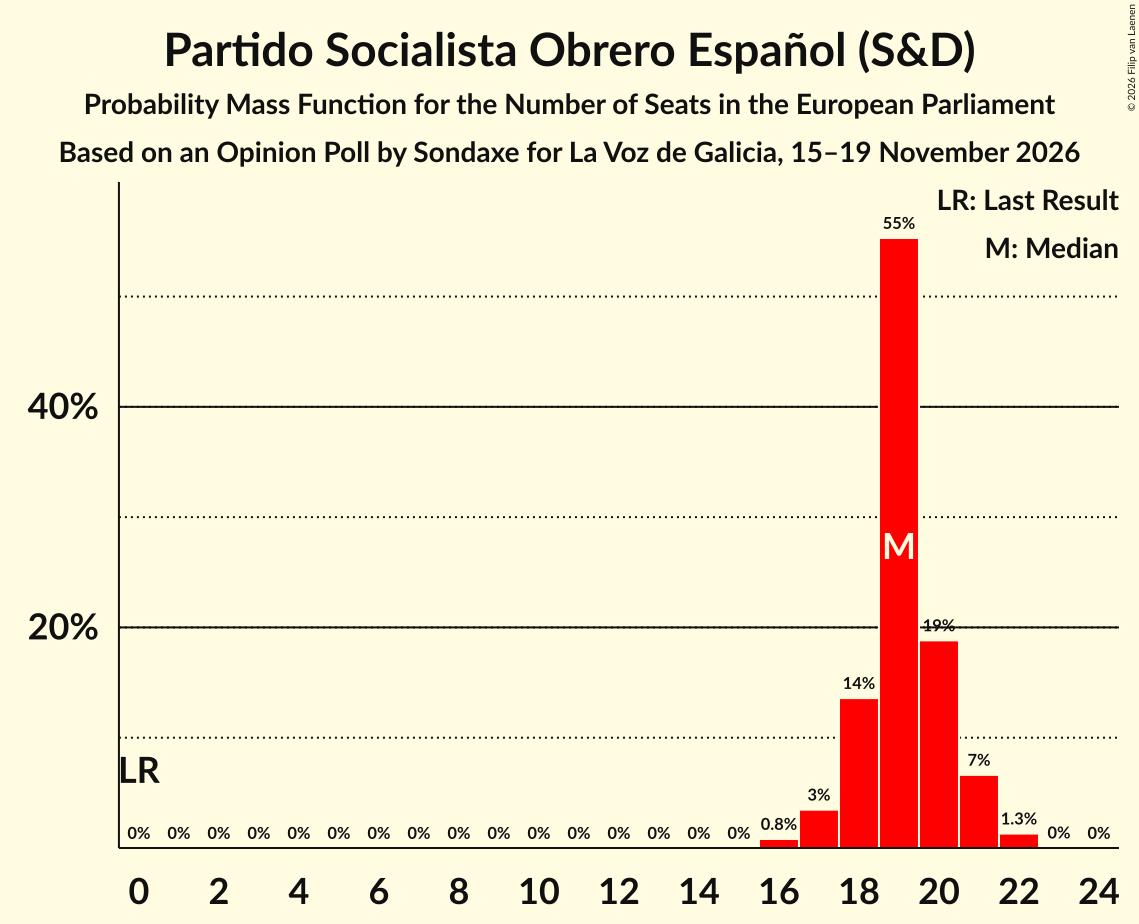 Partido Socialista Obrero Español (S&D)
Probability Mass Function for the Number of Seats in the European Parliament
Based on an Opinion Poll by Sondaxe for La Voz de Galicia, 15–19 November 2026
© 2026 Filip van Laenen
LR: Last Result
M: Median
55%
40%
M
20%
19%
14%
7%
LR
3%
0% 0% 0% 0% 0% 0% 0% 0% 0% 0% 0% 0% 0% 0% 0% 0% 0.8% 1.3% 0% 0%
0 2 4 6 8 10 12 14 16 18 20 22 24